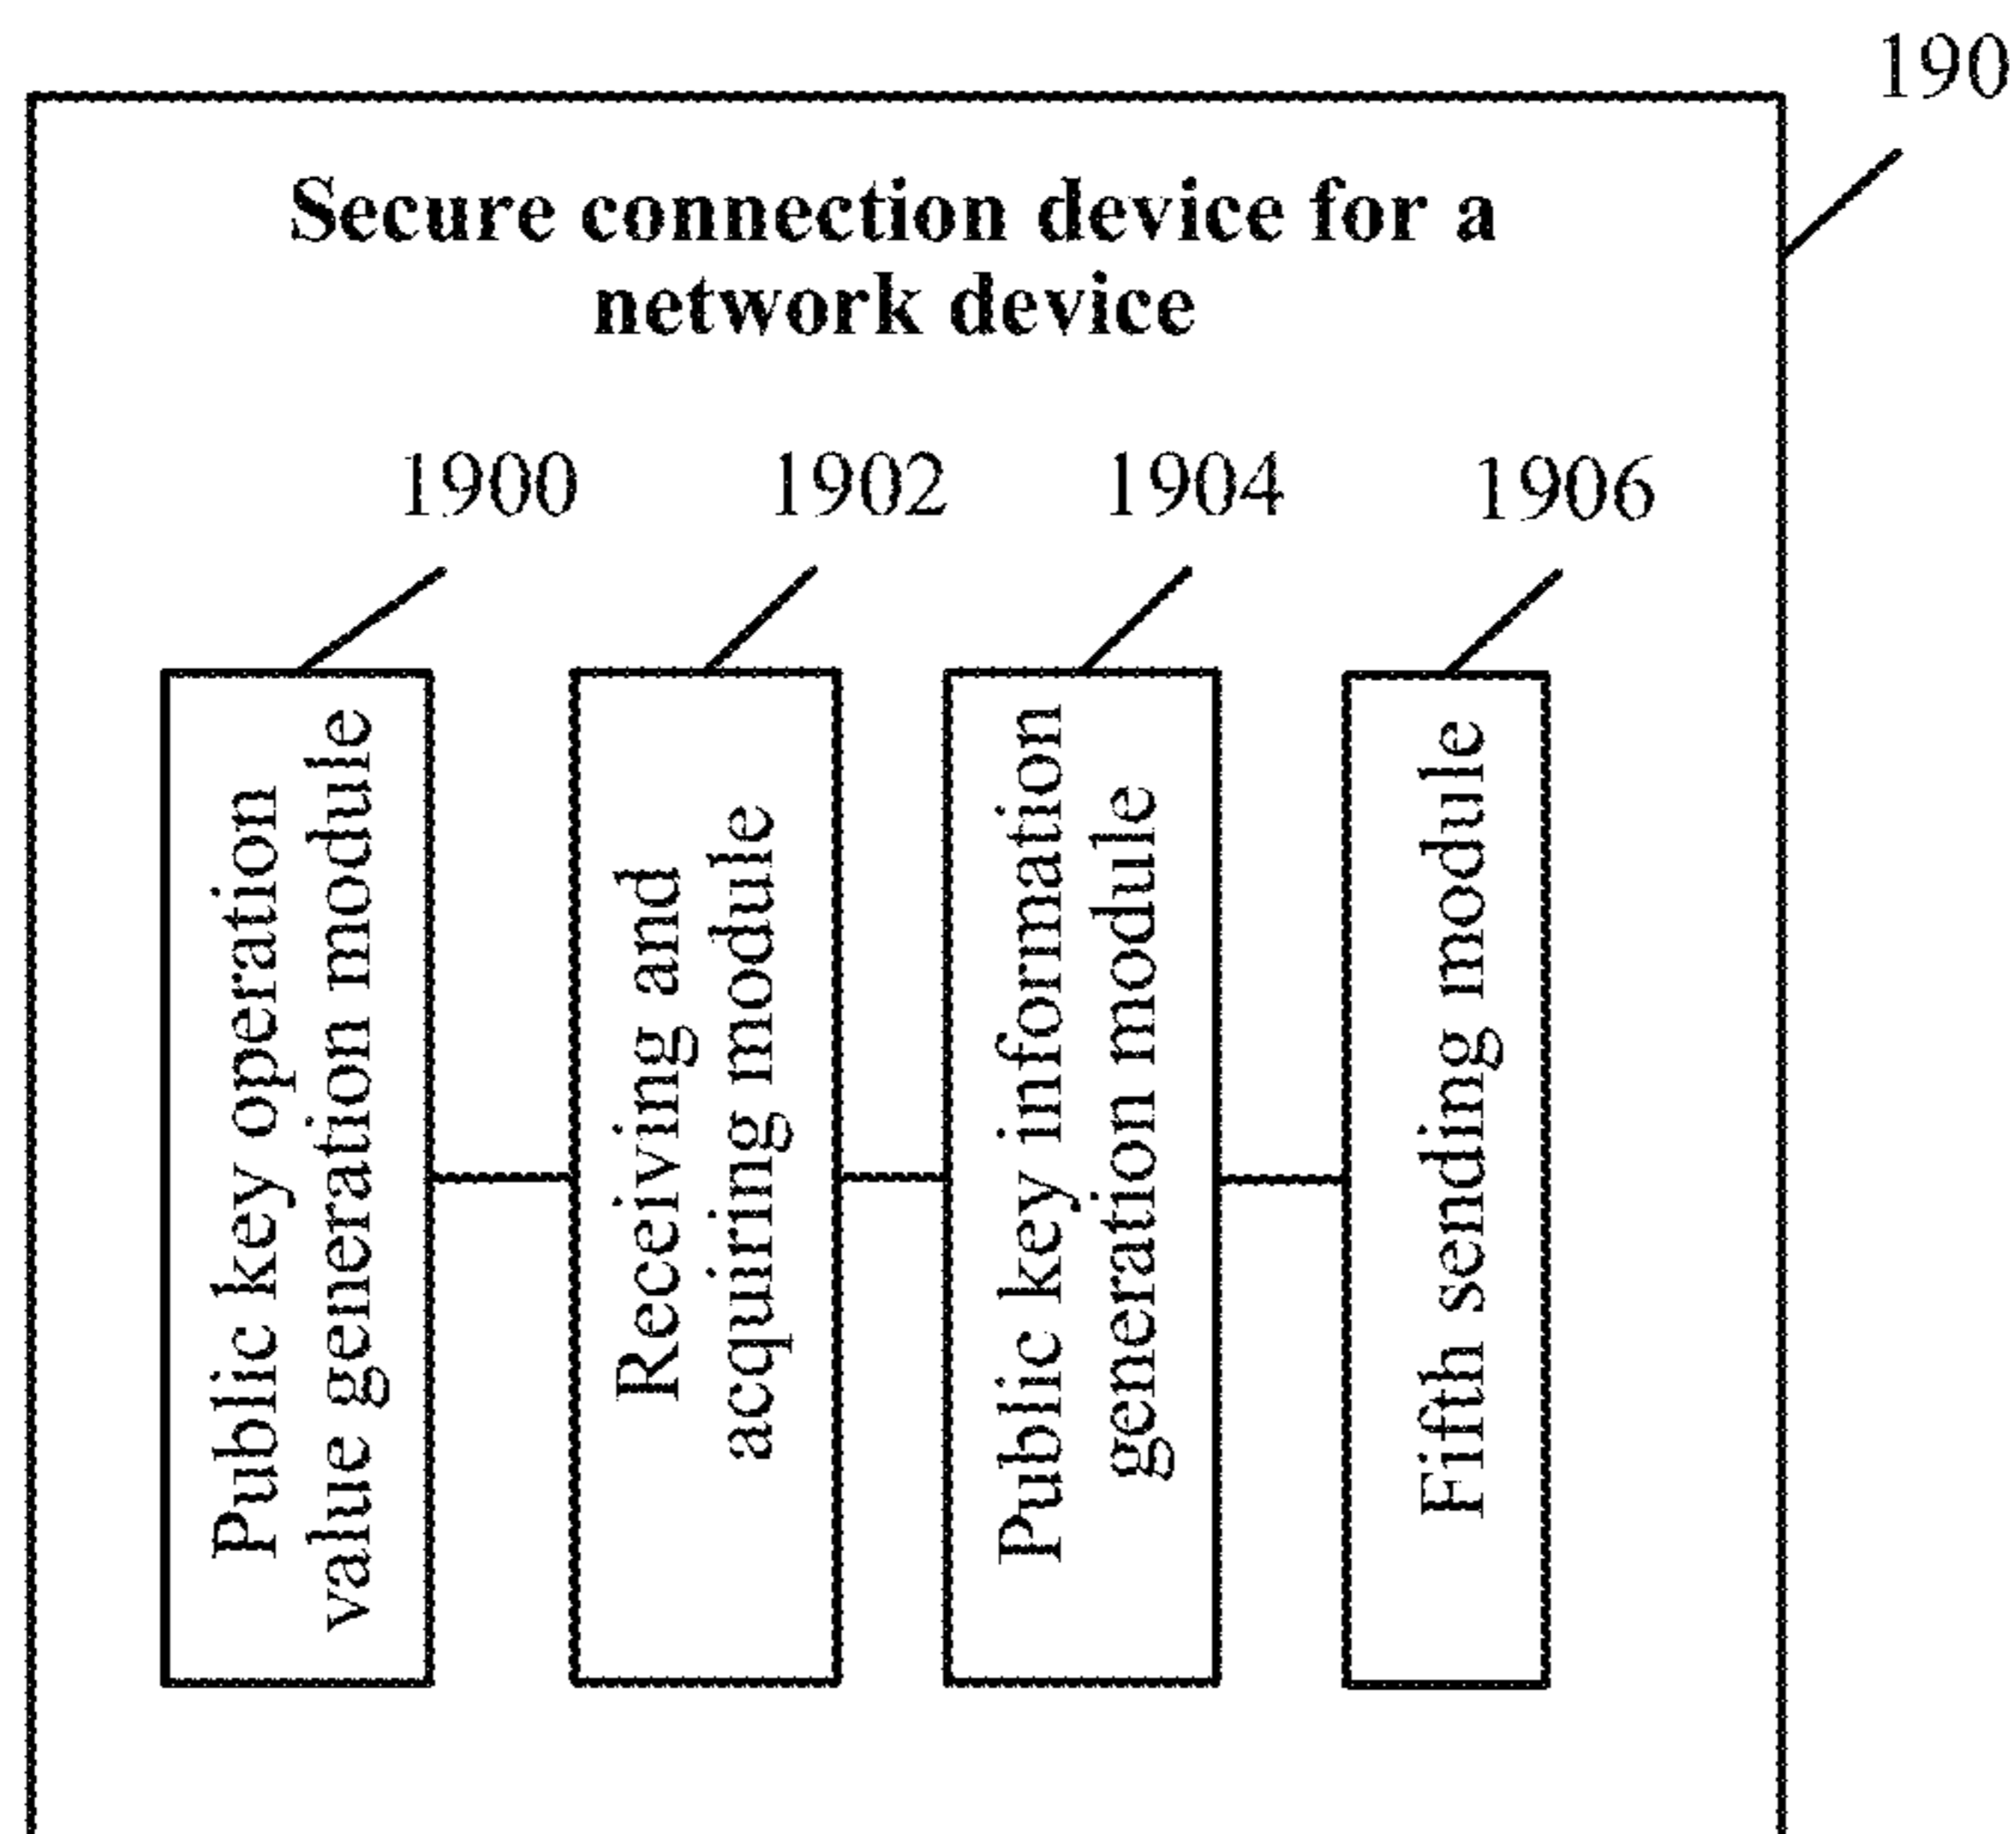 190
Secure connection device for a
network device
1900
1902
1904
1906
Public key operation
value generation module
Receiving and
acquiring module
Public key information
generation module
Fifth sending module